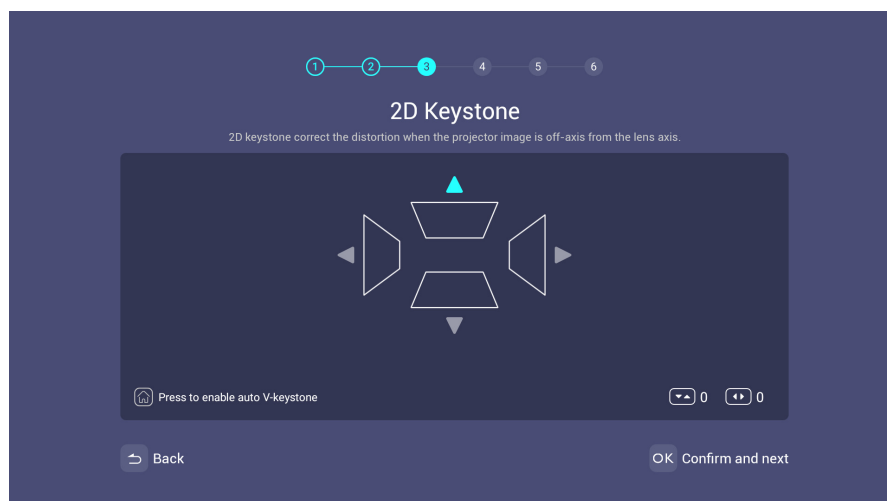 1 2 3 4 5 6
2D Keystone
2D keystone correct the distortion when the projector image is off-axis from the lens axis.
Press to enable auto V-keystone 0 0
Back OK Confirm and next